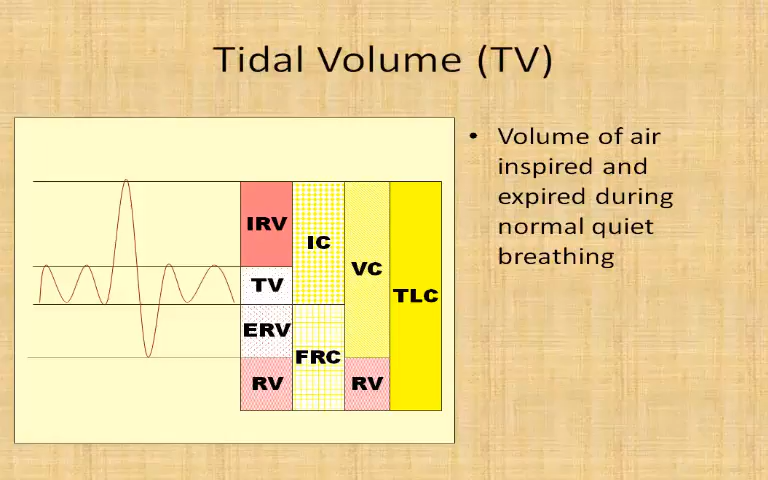 Tidal Volume (TV)
• Volume of air
inspired and
expired during
normal quiet
breathing
IRV
IC
VC
TV
TLC
ERV
FRC
RV
RV